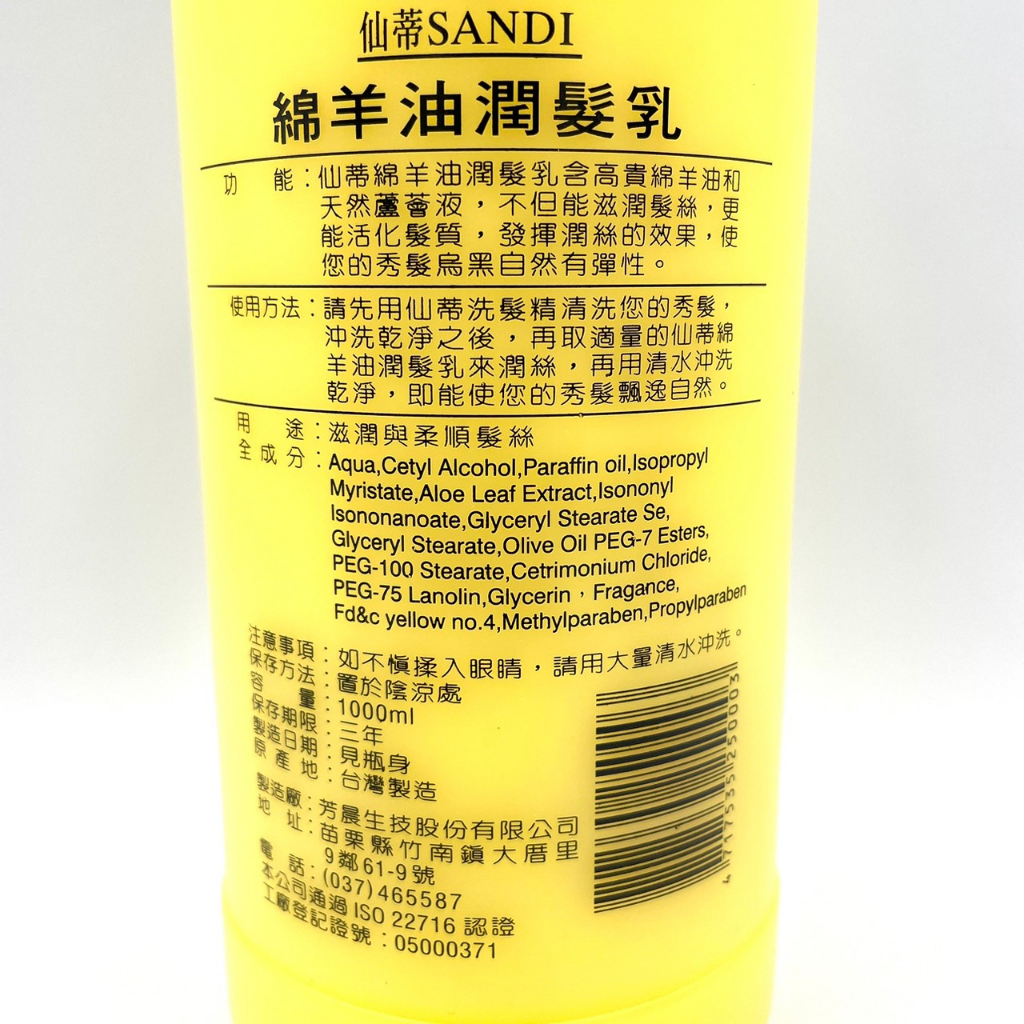 仙蒂SANDI
綿羊油潤髮乳
功 能：仙蒂綿羊油潤髮乳含高貴綿羊油和
天然蘆薈液，不但能滋潤髮絲，更
能活化髮質，發揮潤絲的效果，使
您的秀髮烏黑自然有彈性。
使用方法：請先用仙蒂洗髮精清洗您的秀髮，
沖洗乾淨之後，再取適量的仙蒂綿
羊油潤髮乳來潤絲，再用清水沖洗
乾淨，即能使您的秀髮飄逸自然。
用 途：滋潤與柔順髮絲
全成分：Aqua,Cetyl Alcohol,Paraffin oil,Isopropyl
Myristate,Aloe Leaf Extract,Isononyl
Isononanoate,Glyceryl Stearate Se,
Glyceryl Stearate,Olive Oil PEG-7 Esters,
PEG-100 Stearate,Cetrimonium Chloride,
PEG-75 Lanolin,Glycerin，Fragance,
Fd&c yellow no.4,Methylparaben,Propylparaben
注意事項：如不慎揉入眼睛，請用大量清水沖洗。
保存方法：置於陰涼處
容 量：1000ml
保存期限：三年
製造日期：見瓶身
原產地：台灣製造
製造廠：芳晨生技股份有限公司
地 址：苗栗縣竹南鎮大厝里
9鄰61-9號
電 話：(037)465587
本公司通過ISO 22716 認證
工廠登記證號：05000371
4717535250003